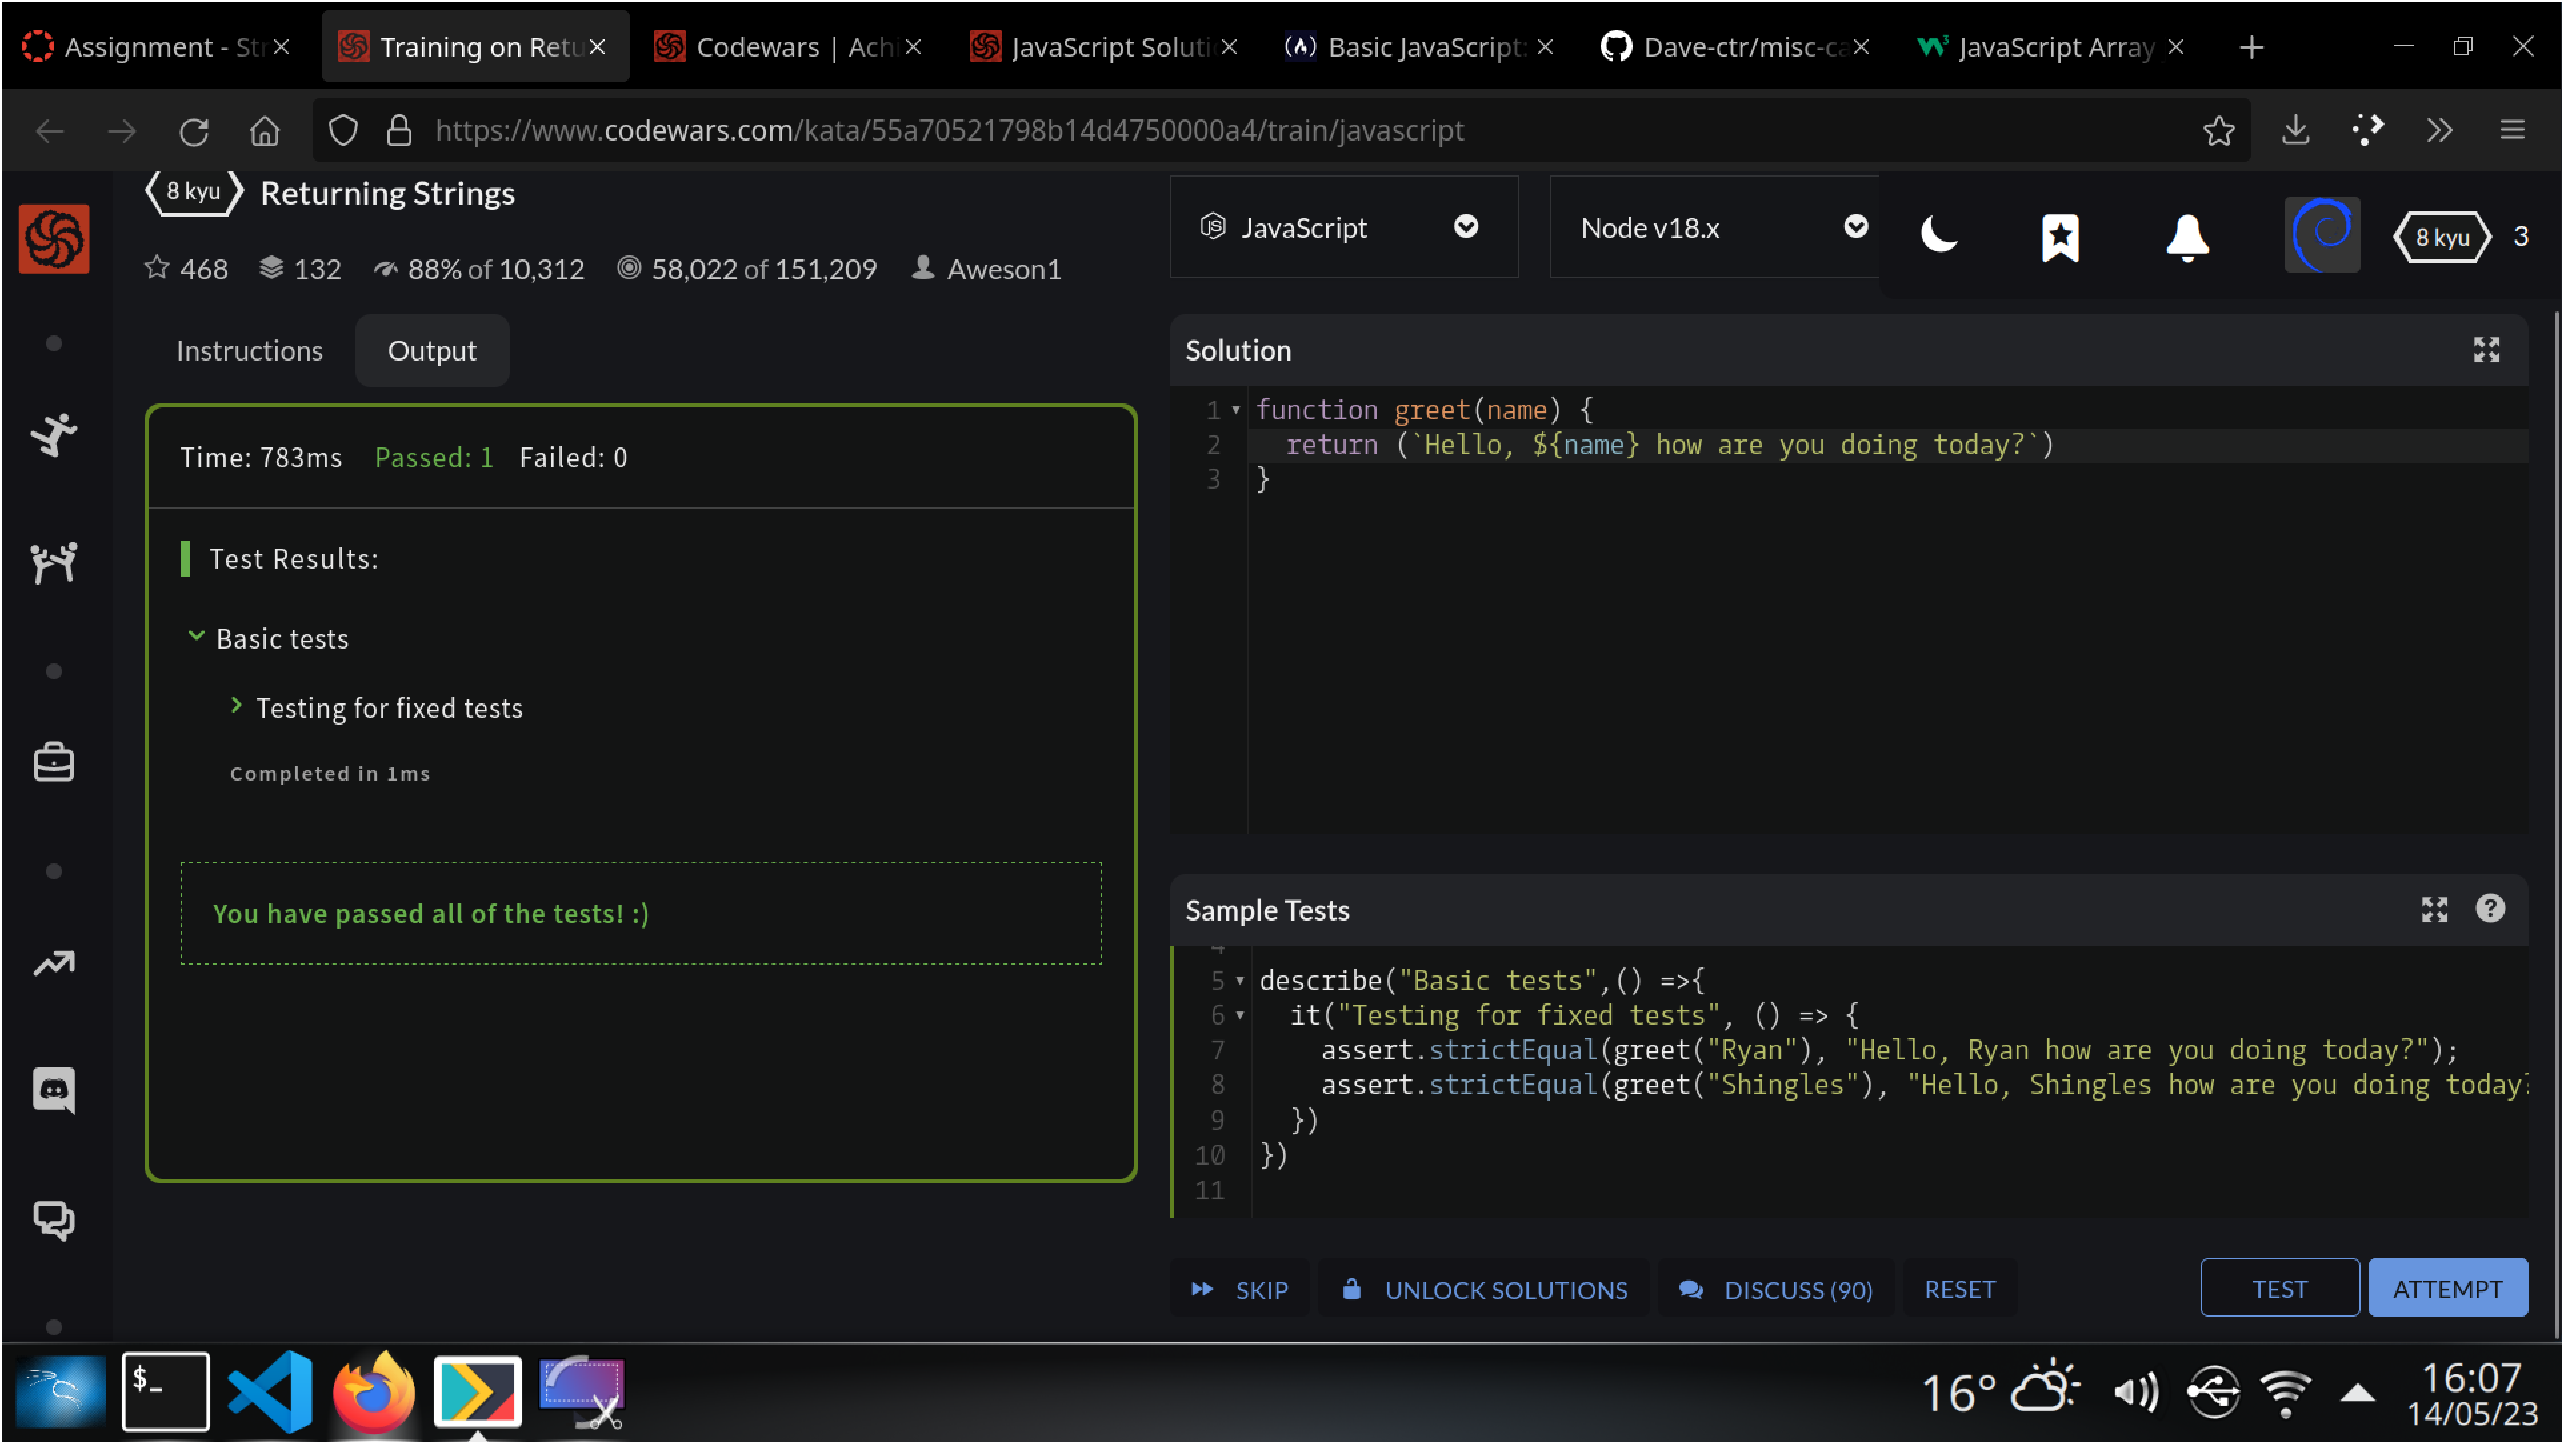 Assignment - Str
Training on Retu
Codewars | Achi
JavaScript Soluti
Basic JavaScript:
Dave-ctr/misc-ca
JavaScript Array
https://www.codewars.com/kata/55a70521798b14d4750000a4/train/javascript
8 kyu Returning Strings
JavaScript
Node v18.x
8 kyu 3
468 132 88% of 10,312 58,022 of 151,209 Aweson1
Instructions Output
Time: 783ms Passed: 1 Failed: 0
Test Results:
Basic tests
Testing for fixed tests
Completed in 1ms
You have passed all of the tests! :)
Solution
1 function greet(name) {
2 return (`Hello, ${name} how are you doing today?`)
3 }
Sample Tests
4
5 describe("Basic tests",() =>{
6 it("Testing for fixed tests", () => {
7 assert.strictEqual(greet("Ryan"), "Hello, Ryan how are you doing today?");
8 assert.strictEqual(greet("Shingles"), "Hello, Shingles how are you doing today?
9 })
10 })
11
SKIP UNLOCK SOLUTIONS DISCUSS (90) RESET TEST ATTEMPT
$_
16° 16:07
14/05/23